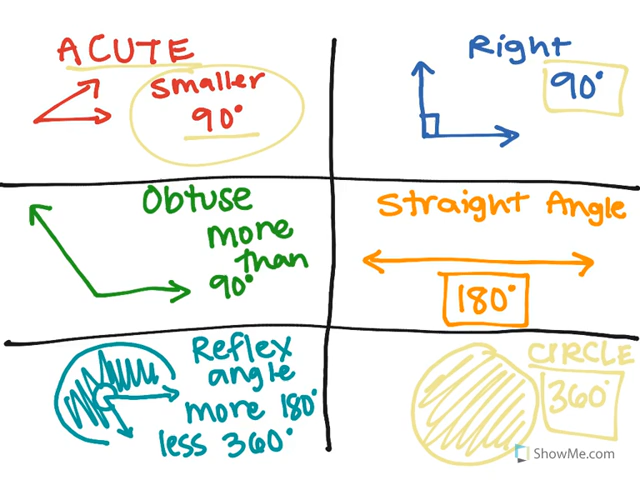 ACUTE
Smaller
90°
Right
90°
Obtuse
more
than
90°
Straight Angle
180°
Reflex
angle
more 180°
less 360°
CIRCLE
360°
ShowMe.com